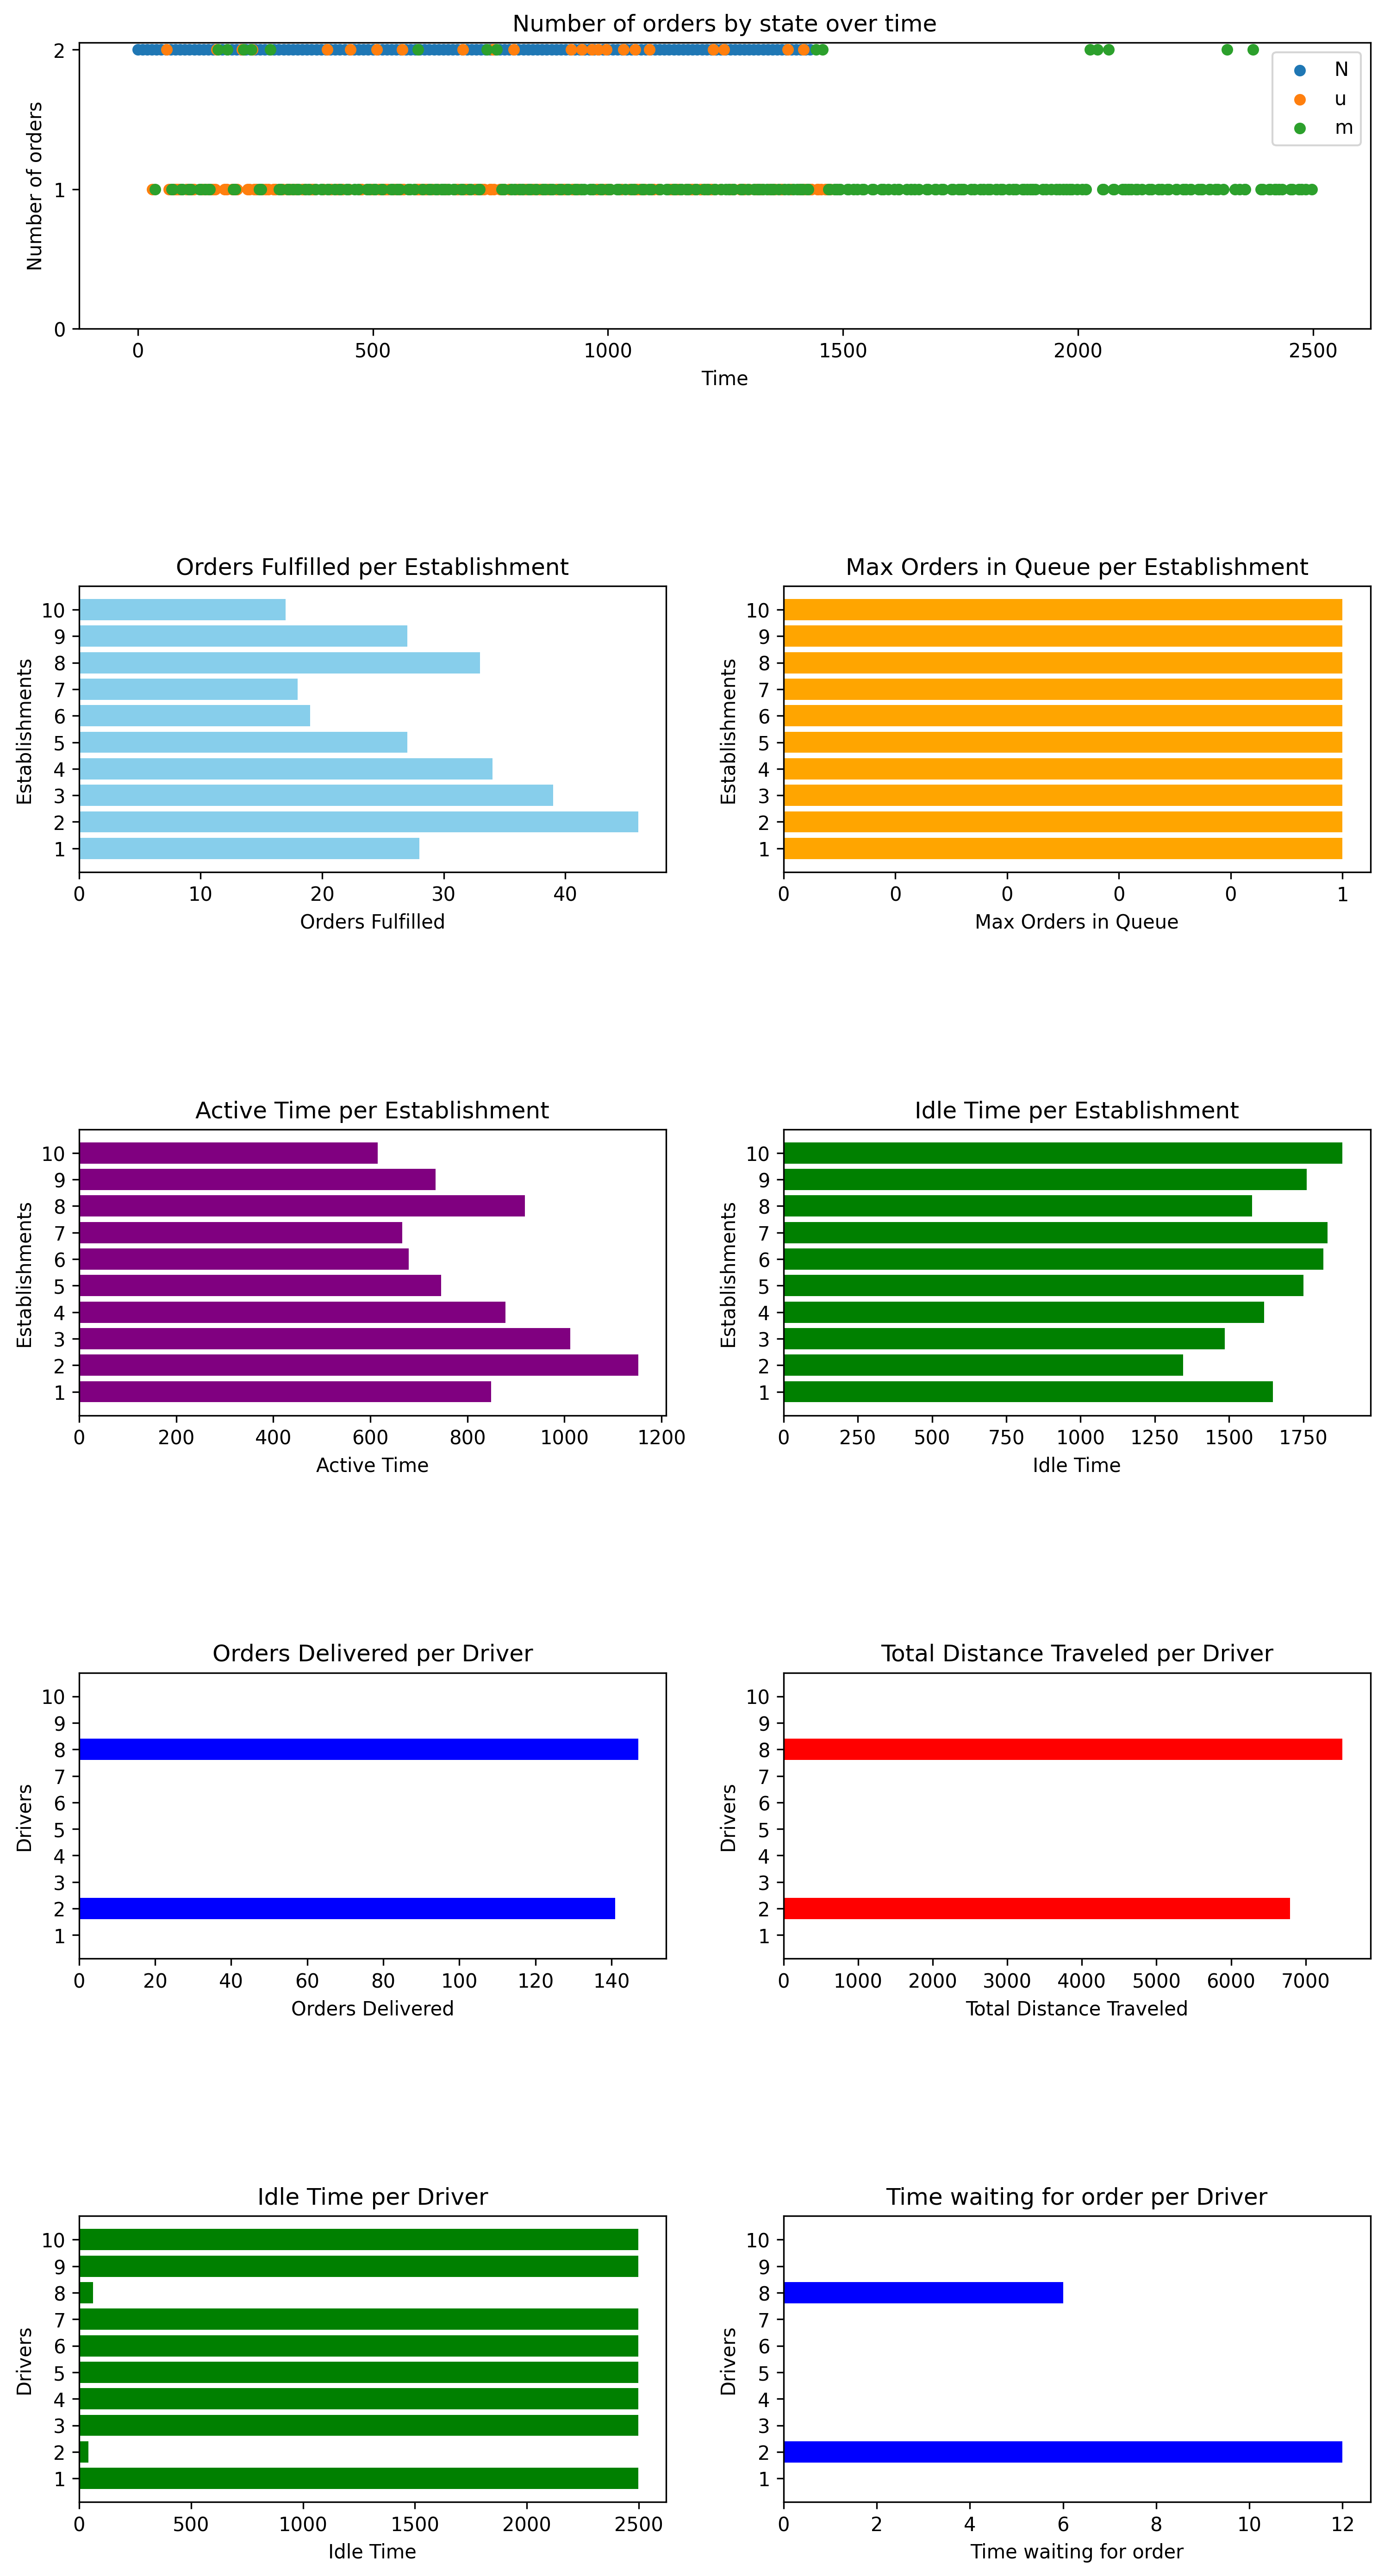 Number of orders by state over time
Number of orders
2
1
0
N
u
m
0 500 1000 1500 2000 2500
Time
Orders Fulfilled per Establishment
Establishments
10
9
8
7
6
5
4
3
2
1
0 10 20 30 40
Orders Fulfilled
Max Orders in Queue per Establishment
Establishments
10
9
8
7
6
5
4
3
2
1
0 0 0 0 0 1
Max Orders in Queue
Active Time per Establishment
Establishments
10
9
8
7
6
5
4
3
2
1
0 200 400 600 800 1000 1200
Active Time
Idle Time per Establishment
Establishments
10
9
8
7
6
5
4
3
2
1
0 250 500 750 1000 1250 1500 1750
Idle Time
Orders Delivered per Driver
Drivers
10
9
8
7
6
5
4
3
2
1
0 20 40 60 80 100 120 140
Orders Delivered
Total Distance Traveled per Driver
Drivers
10
9
8
7
6
5
4
3
2
1
0 1000 2000 3000 4000 5000 6000 7000
Total Distance Traveled
Idle Time per Driver
Drivers
10
9
8
7
6
5
4
3
2
1
0 500 1000 1500 2000 2500
Idle Time
Time waiting for order per Driver
Drivers
10
9
8
7
6
5
4
3
2
1
0 2 4 6 8 10 12
Time waiting for order